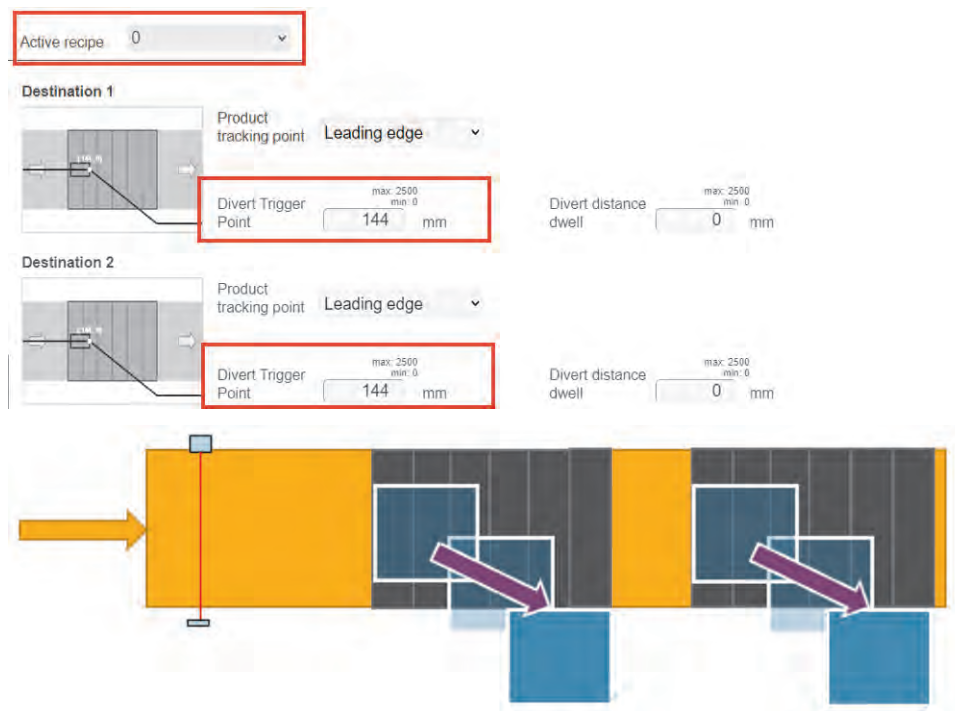 Active recipe 0
Destination 1
Product
tracking point Leading edge
max: 2500
Divert Trigger min: 0
Point 144 mm
max: 2500
Divert distance min: 0
dwell 0 mm
Destination 2
Product
tracking point Leading edge
max: 2500
Divert Trigger min: 0
Point 144 mm
max: 2500
Divert distance min: 0
dwell 0 mm